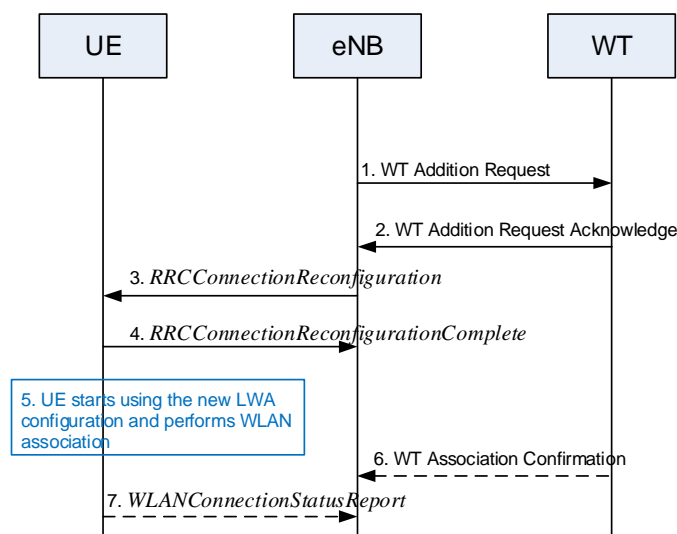 UE
eNB
WT
1. WT Addition Request
2. WT Addition Request Acknowledge
3. RRCConnectionReconfiguration
4. RRCConnectionReconfigurationComplete
5. UE starts using the new LWA
configuration and performs WLAN
association
6. WT Association Confirmation
7. WLANConnectionStatusReport